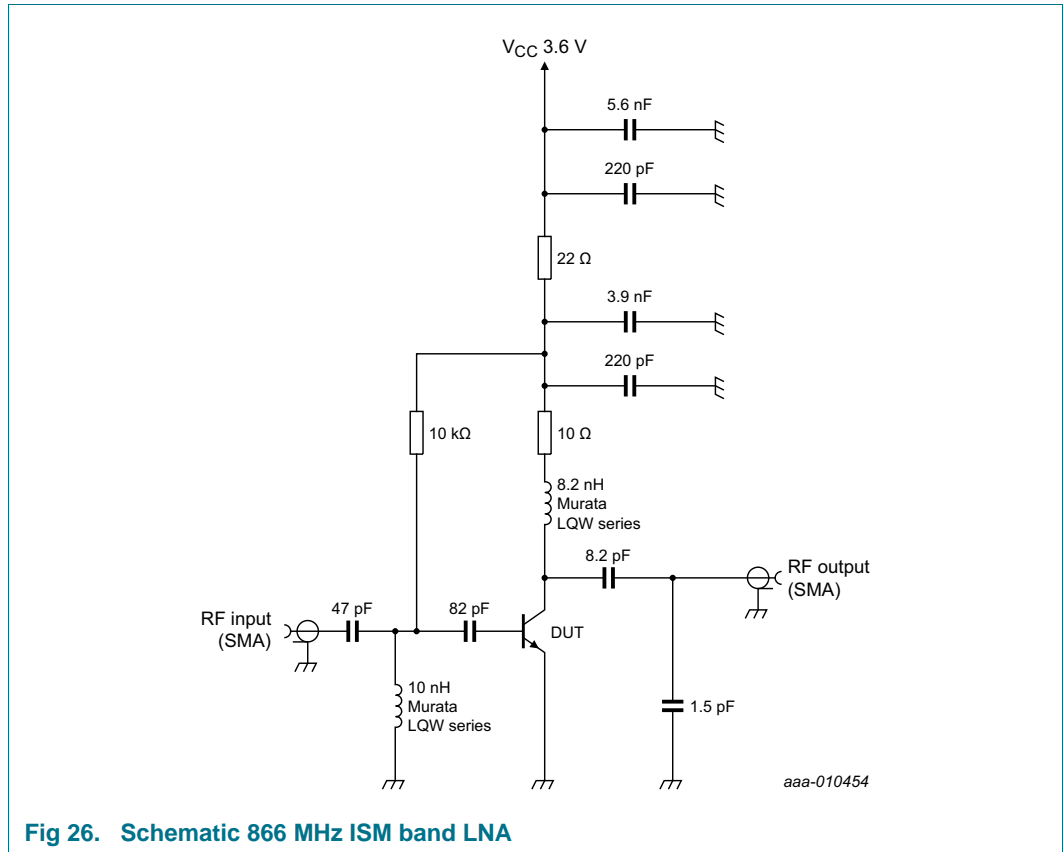 VCC 3.6 V
5.6 nF
220 pF
22 Ω
3.9 nF
220 pF
10 kΩ
10 Ω
8.2 nH
Murata
LQW series
8.2 pF
RF output
(SMA)
RF input
(SMA)
47 pF
82 pF
DUT
10 nH
Murata
LQW series
1.5 pF
aaa-010454
Fig 26. Schematic 866 MHz ISM band LNA